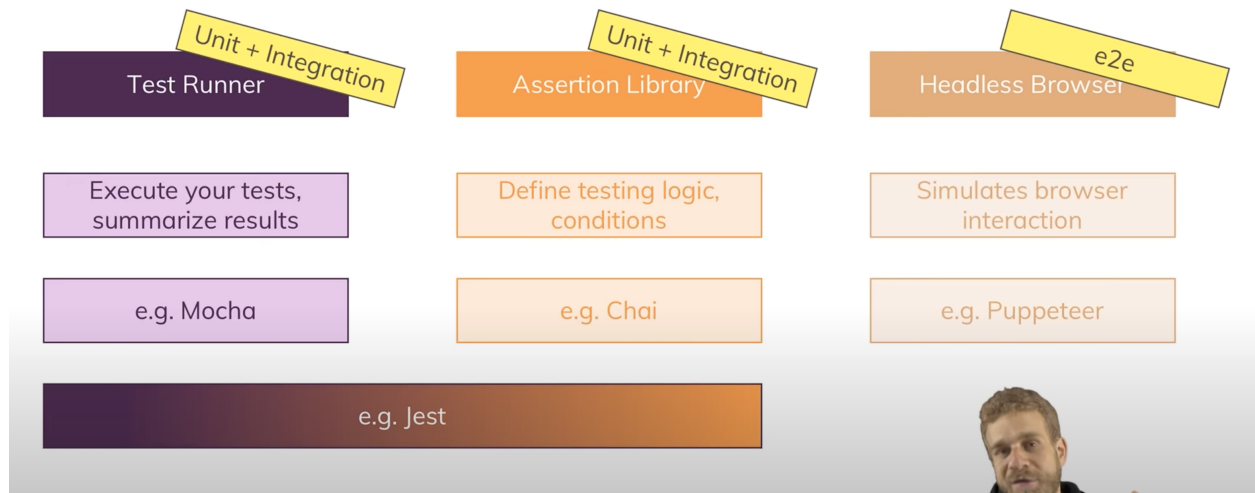 Unit + Integration
Test Runner
Unit + Integration
Assertion Library
e2e
Headless Browser
Execute your tests,
summarize results
Define testing logic,
conditions
Simulates browser
interaction
e.g. Mocha
e.g. Chai
e.g. Puppeteer
e.g. Jest